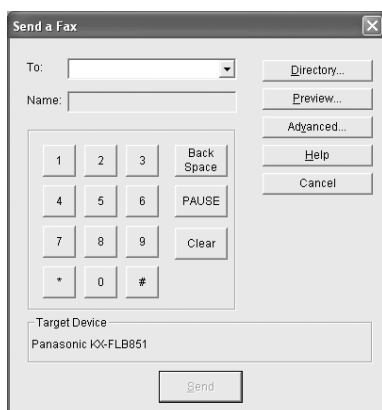 Send a Fax
To:
Directory...
Name:
Preview...
Advanced...
1 2 3 Back Space
Help
Cancel
4 5 6 PAUSE
7 8 9 Clear
* 0 #
Target Device
Panasonic KX-FLB851
Send